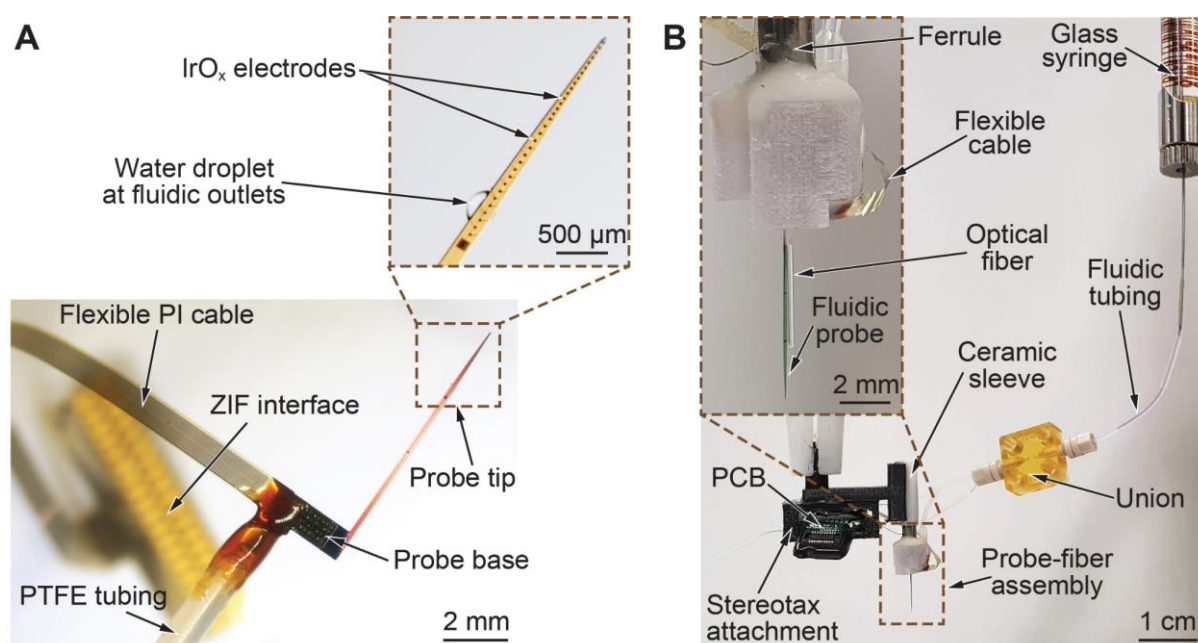 A
IrOₓ electrodes
Water droplet
at fluidic outlets
500 µm
Flexible PI cable
ZIF interface
Probe tip
Probe base
PTFE tubing
2 mm
B
Ferrule
Glass
syringe
Flexible
cable
Optical
fiber
Fluidic
tubing
Fluidic
probe
2 mm
Ceramic
sleeve
PCB
Union
Stereotax
attachment
Probe-fiber
assembly
1 cm